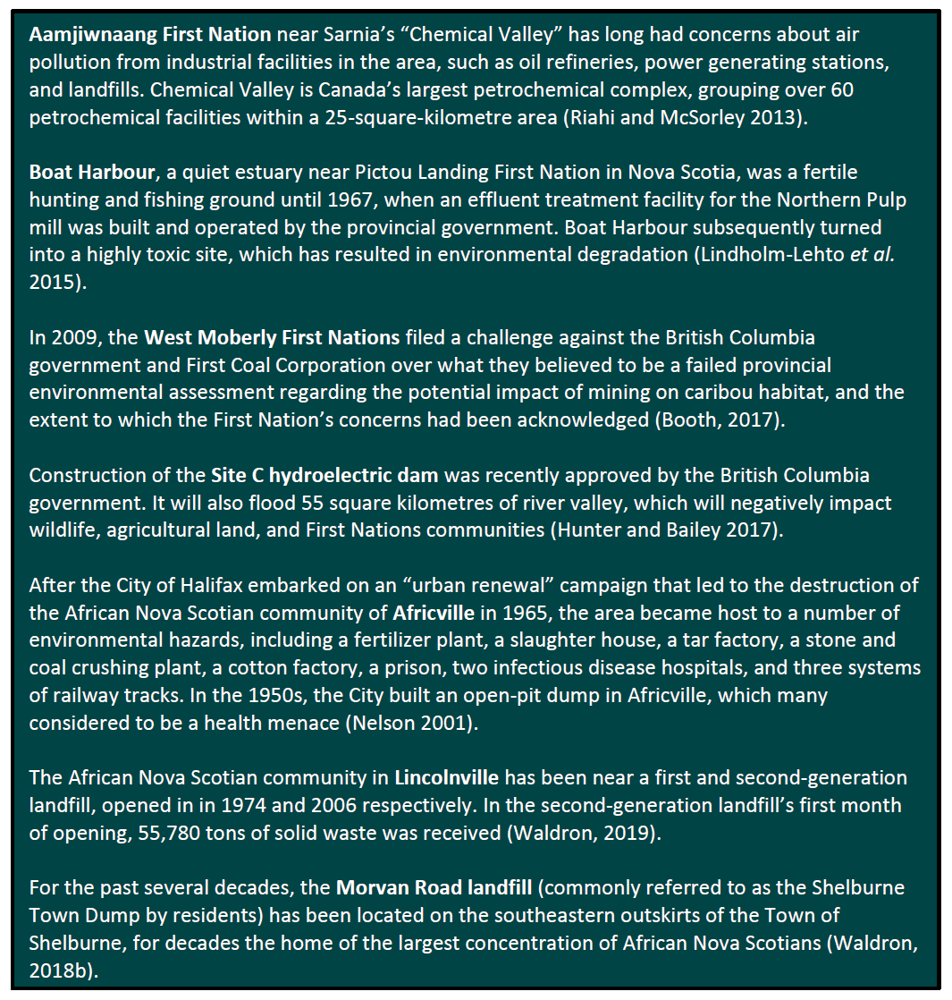 Aamjiwnaang First Nation near Sarnia’s “Chemical Valley” has long had concerns about air
pollution from industrial facilities in the area, such as oil refineries, power generating stations,
and landfills. Chemical Valley is Canada’s largest petrochemical complex, grouping over 60
petrochemical facilities within a 25-square-kilometre area (Riahi and McSorley 2013).
Boat Harbour, a quiet estuary near Pictou Landing First Nation in Nova Scotia, was a fertile
hunting and fishing ground until 1967, when an effluent treatment facility for the Northern Pulp
mill was built and operated by the provincial government. Boat Harbour subsequently turned
into a highly toxic site, which has resulted in environmental degradation (Lindholm-Lehto et al.
2015).
In 2009, the West Moberly First Nations filed a challenge against the British Columbia
government and First Coal Corporation over what they believed to be a failed provincial
environmental assessment regarding the potential impact of mining on caribou habitat, and the
extent to which the First Nation’s concerns had been acknowledged (Booth, 2017).
Construction of the Site C hydroelectric dam was recently approved by the British Columbia
government. It will also flood 55 square kilometres of river valley, which will negatively impact
wildlife, agricultural land, and First Nations communities (Hunter and Bailey 2017).
After the City of Halifax embarked on an “urban renewal” campaign that led to the destruction of
the African Nova Scotian community of Africville in 1965, the area became host to a number of
environmental hazards, including a fertilizer plant, a slaughter house, a tar factory, a stone and
coal crushing plant, a cotton factory, a prison, two infectious disease hospitals, and three systems
of railway tracks. In the 1950s, the City built an open-pit dump in Africville, which many
considered to be a health menace (Nelson 2001).
The African Nova Scotian community in Lincolnville has been near a first and second-generation
landfill, opened in in 1974 and 2006 respectively. In the second-generation landfill’s first month
of opening, 55,780 tons of solid waste was received (Waldron, 2019).
For the past several decades, the Morvan Road landfill (commonly referred to as the Shelburne
Town Dump by residents) has been located on the southeastern outskirts of the Town of
Shelburne, for decades the home of the largest concentration of African Nova Scotians (Waldron,
2018b).